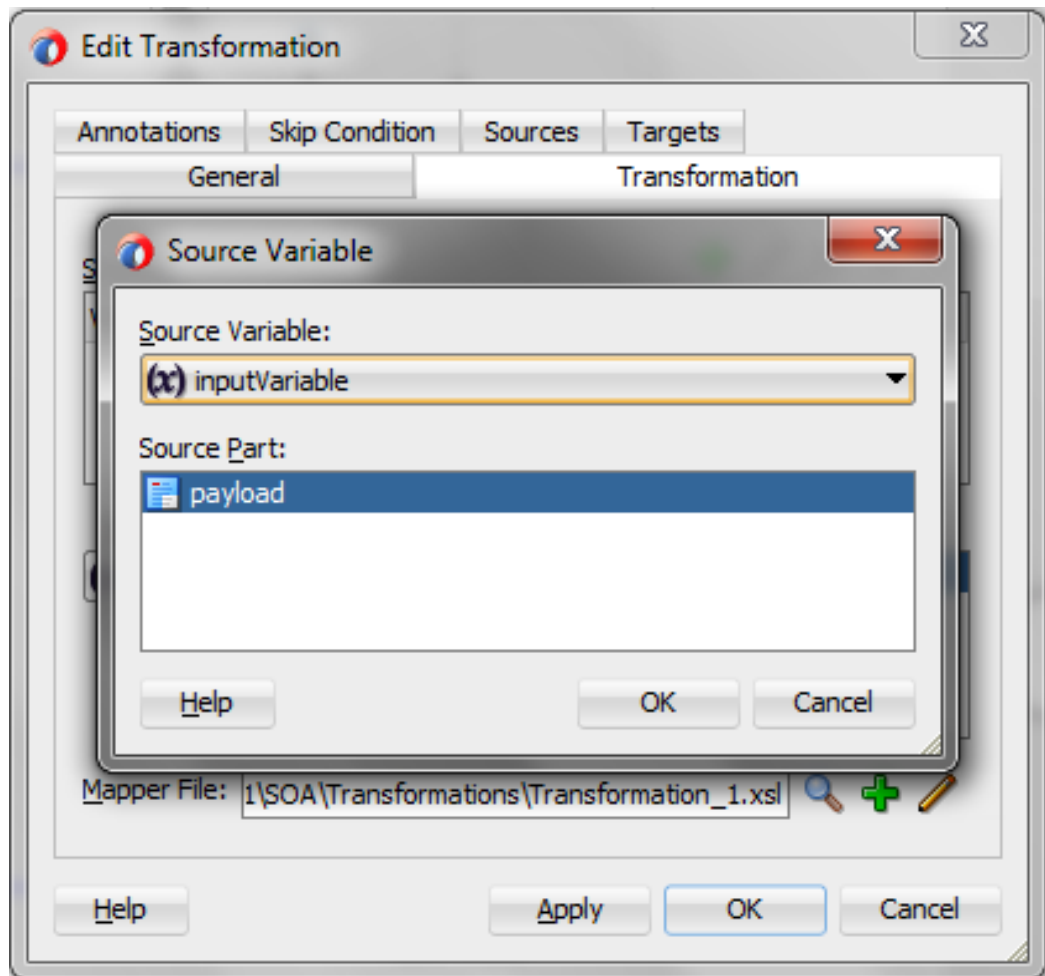 Edit Transformation
Annotations Skip Condition Sources Targets
General Transformation
Source Variable
Source Variable:
(x) inputVariable
Source Part:
payload
Help OK Cancel
Mapper File: 1\SOA\Transformations\Transformation_1.xsl
Help Apply OK Cancel